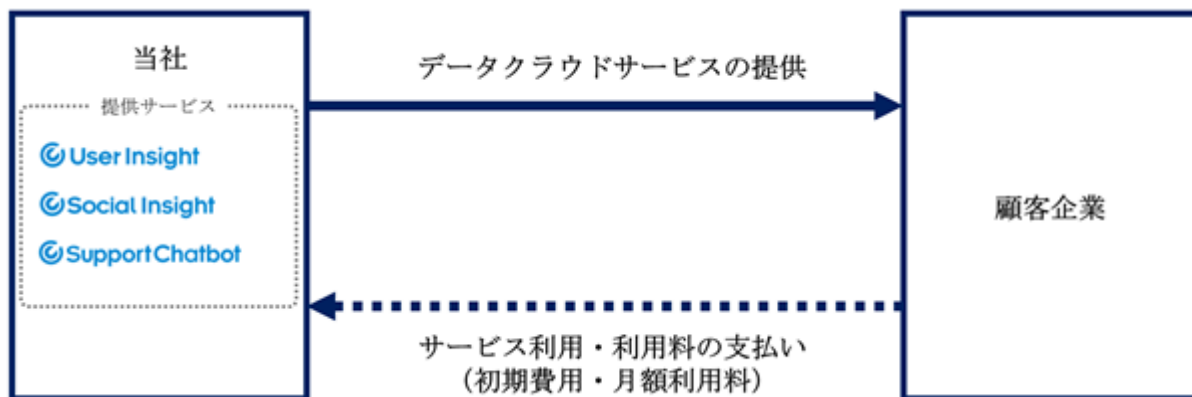 当社
提供サービス
User Insight
Social Insight
Support Chatbot
データクラウドサービスの提供
顧客企業
サービス利用・利用料の支払い
（初期費用・月額利用料）